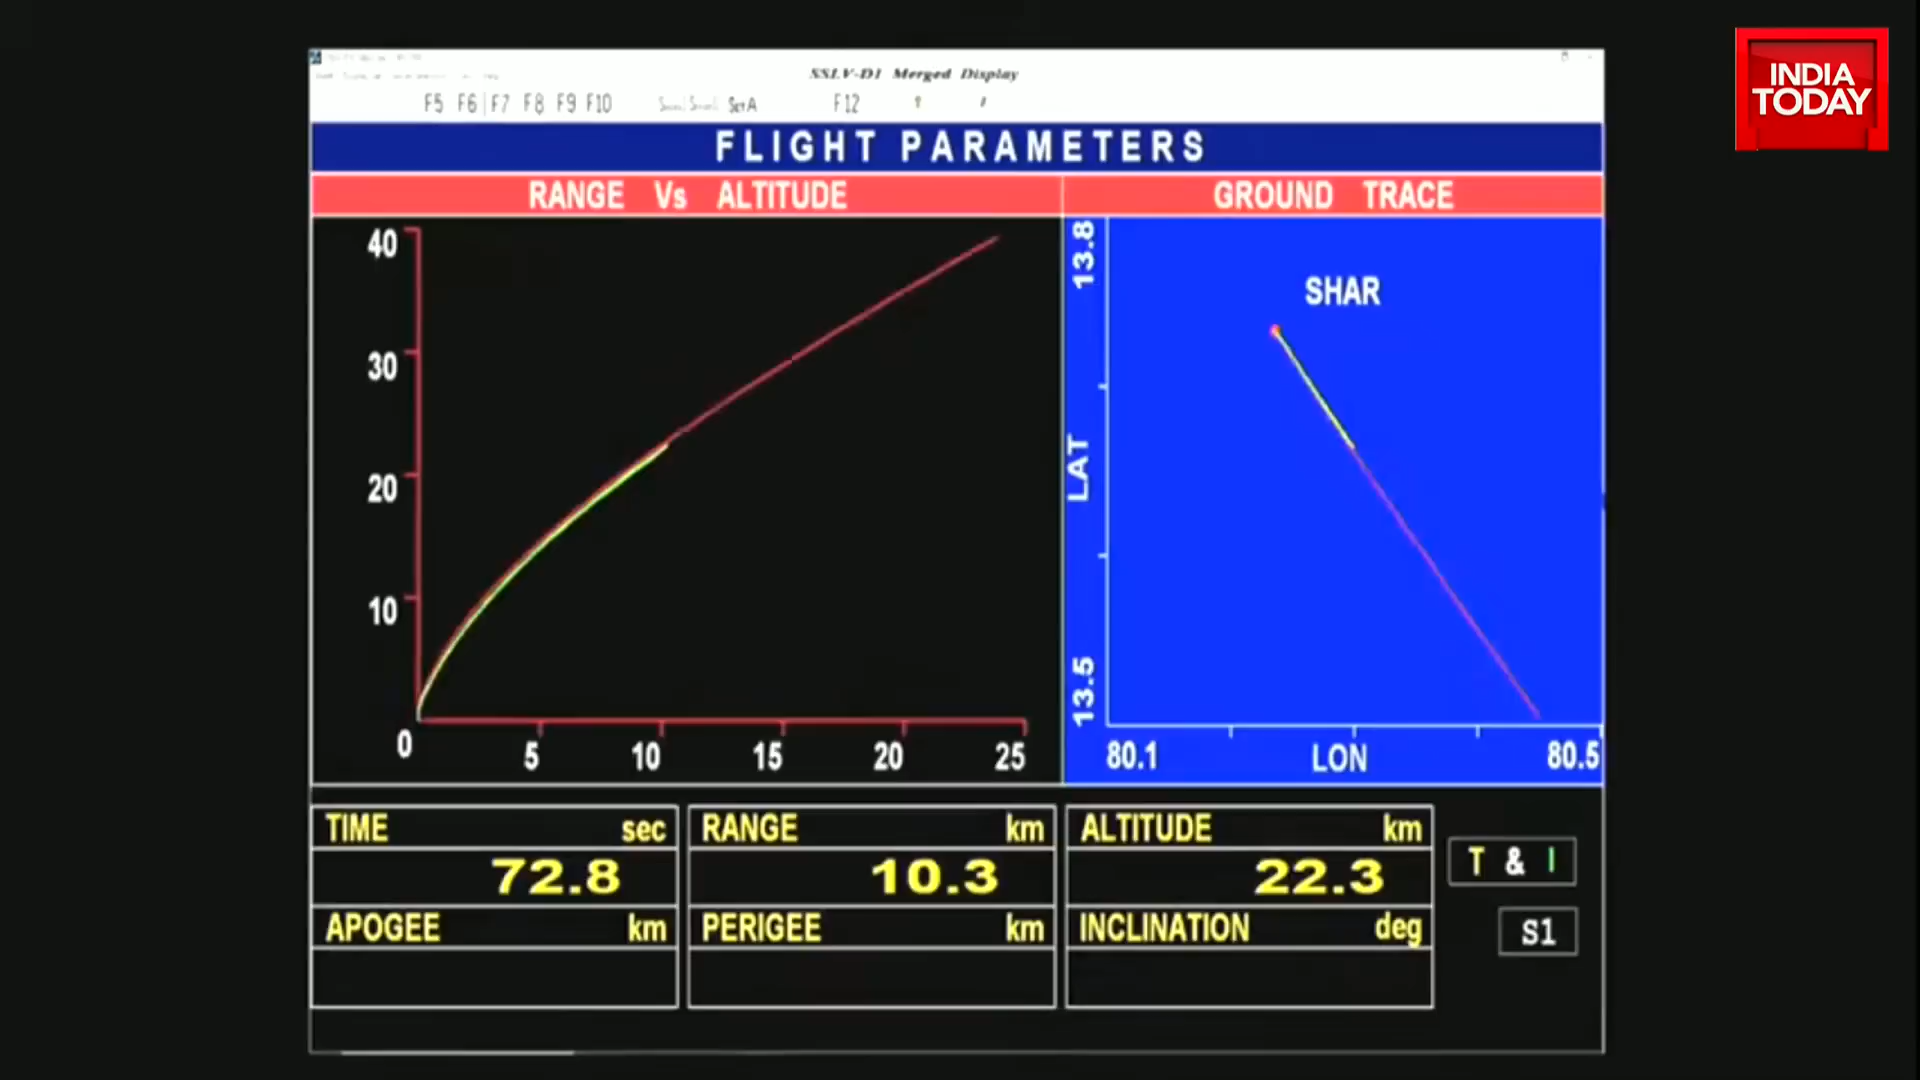 INDIA
TODAY
SSLV-D1 Merged Display
F5 F6 F7 F8 F9 F10 Set A F12
FLIGHT PARAMETERS
RANGE Vs ALTITUDE
GROUND TRACE
40
30
20
10
0
5 10 15 20 25
13.8
LAT
13.5
SHAR
80.1 LON 80.5
TIME sec
72.8
RANGE km
10.3
ALTITUDE km
22.3
T & I
APOGEE km
PERIGEE km
INCLINATION deg
S1